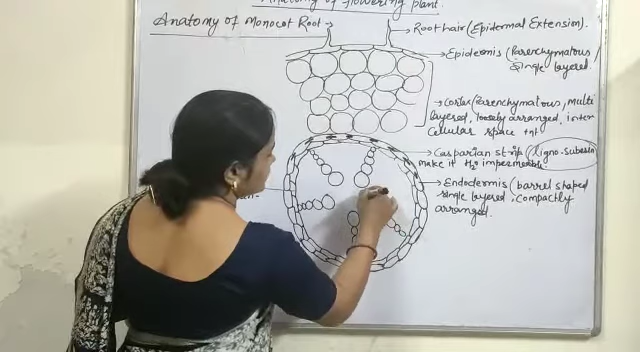 Anatomy of flowering plant.
Anatomy of Monocot Root:
Root hair (Epidermal Extension).
Epidermis (Parenchymatous /
Single layered.
Cortex (Parenchymatous, multi
layered, loosely arranged, inter
cellular space +nt
Casparian strip (ligno-suberin
make it H2O impermeable
Endodermis (barrel shaped
single layered, compactly
arranged.